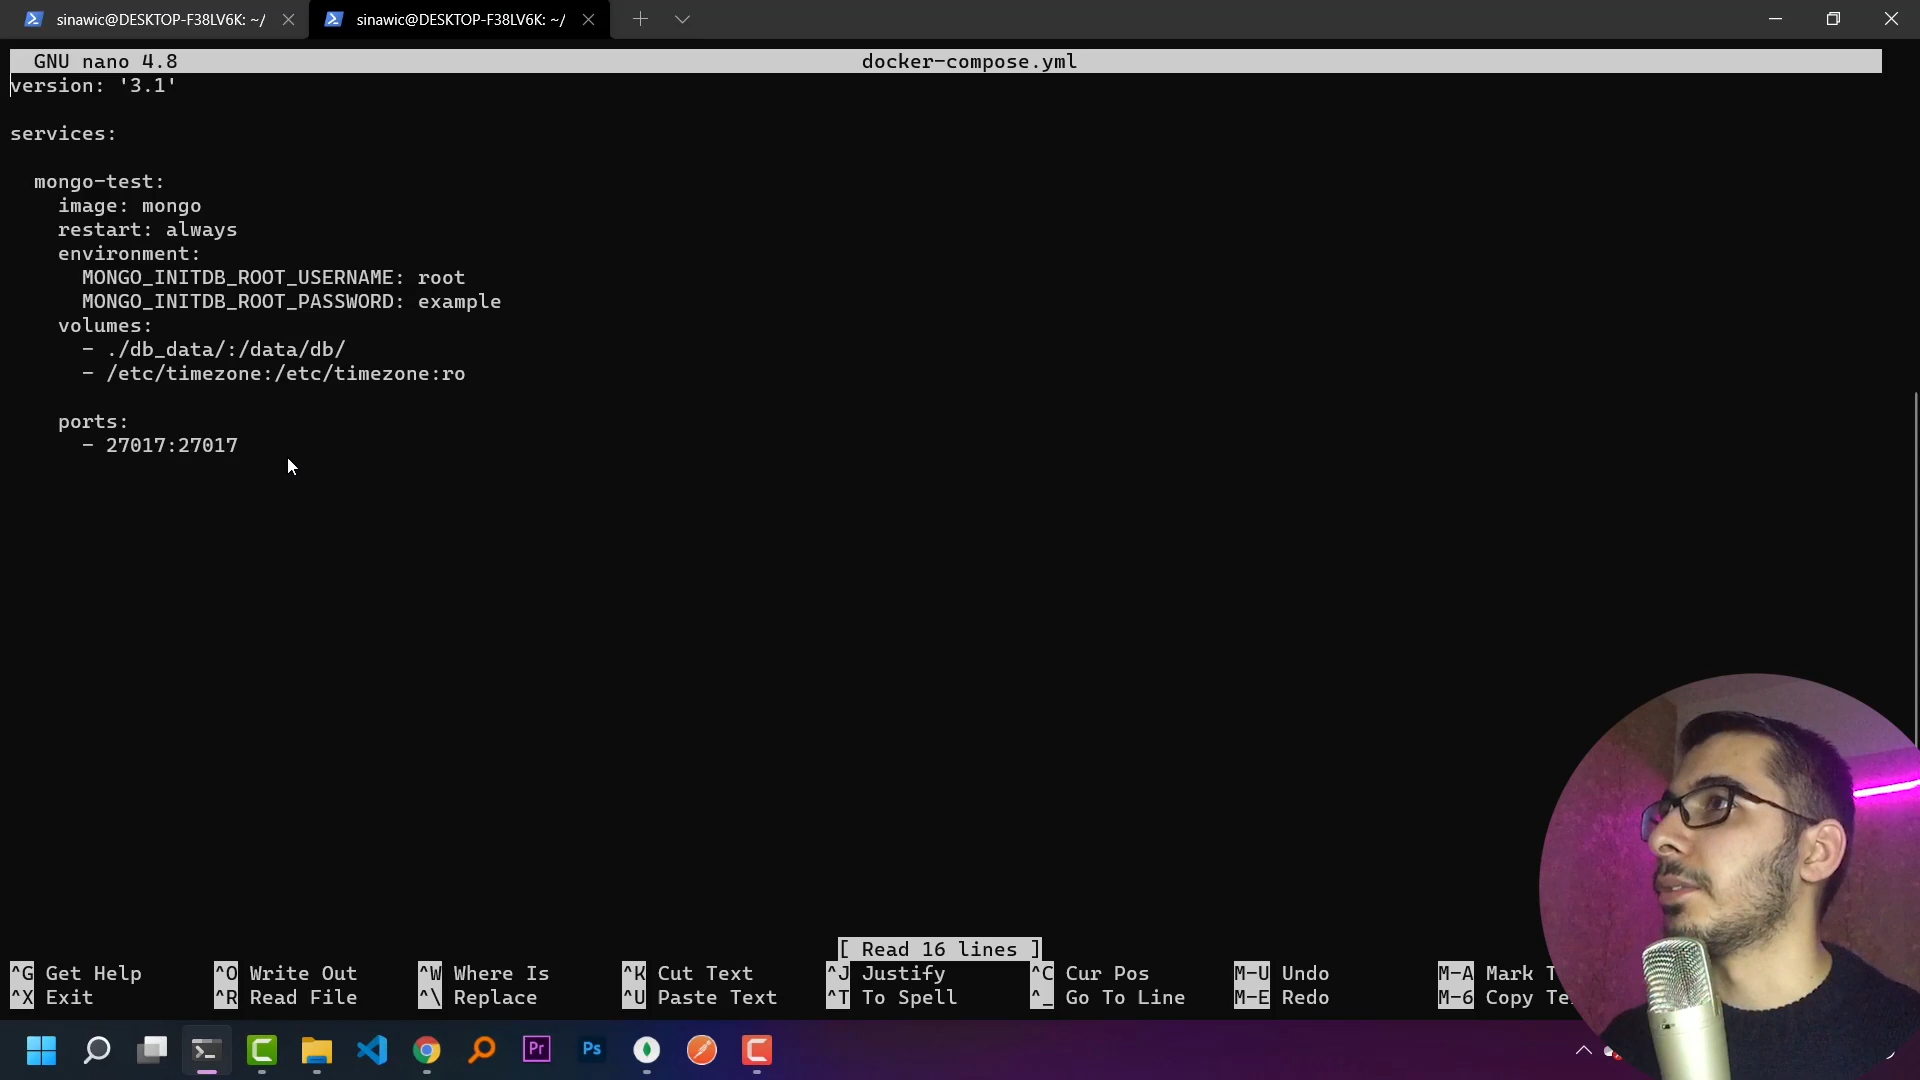 sinawic@DESKTOP-F38LV6K: ~/
sinawic@DESKTOP-F38LV6K: ~/
GNU nano 4.8 docker-compose.yml
version: '3.1'
services:
mongo-test:
image: mongo
restart: always
environment:
MONGO_INITDB_ROOT_USERNAME: root
MONGO_INITDB_ROOT_PASSWORD: example
volumes:
- ./db_data/:/data/db/
- /etc/timezone:/etc/timezone:ro
ports:
- 27017:27017
[ Read 16 lines ]
^G Get Help ^O Write Out ^W Where Is ^K Cut Text ^J Justify ^C Cur Pos M-U Undo M-A Mark T
^X Exit ^R Read File ^\ Replace ^U Paste Text ^T To Spell ^_ Go To Line M-E Redo M-6 Copy Te
Pr
Ps